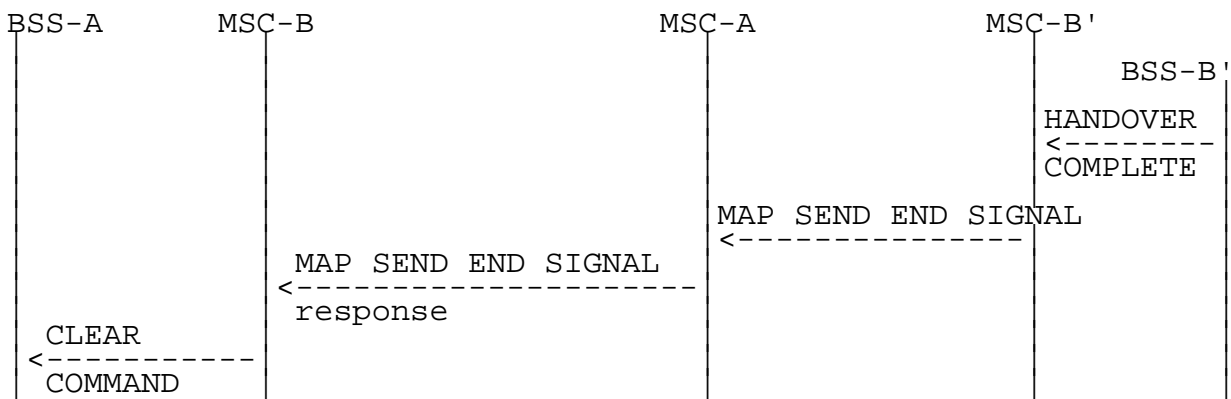 BSS-A MSC-B MSC-A MSC-B'
BSS-B'
HANDOVER
COMPLETE
MAP SEND END SIGNAL
MAP SEND END SIGNAL
response
CLEAR
COMMAND